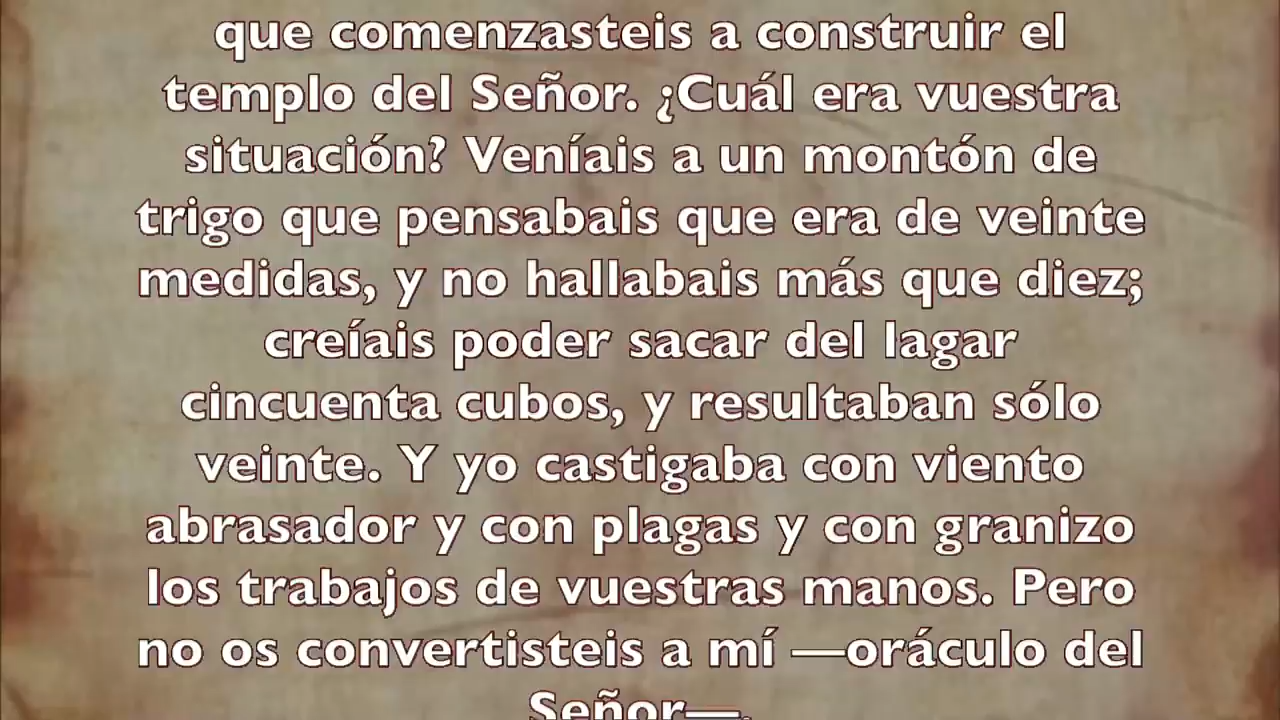 que comenzasteis a construir el
templo del Señor. ¿Cuál era vuestra
situación? Veníais a un montón de
trigo que pensabais que era de veinte
medidas, y no hallabais más que diez;
creíais poder sacar del lagar
cincuenta cubos, y resultaban sólo
veinte. Y yo castigaba con viento
abrasador y con plagas y con granizo
los trabajos de vuestras manos. Pero
no os convertisteis a mí —oráculo del
Señor—.